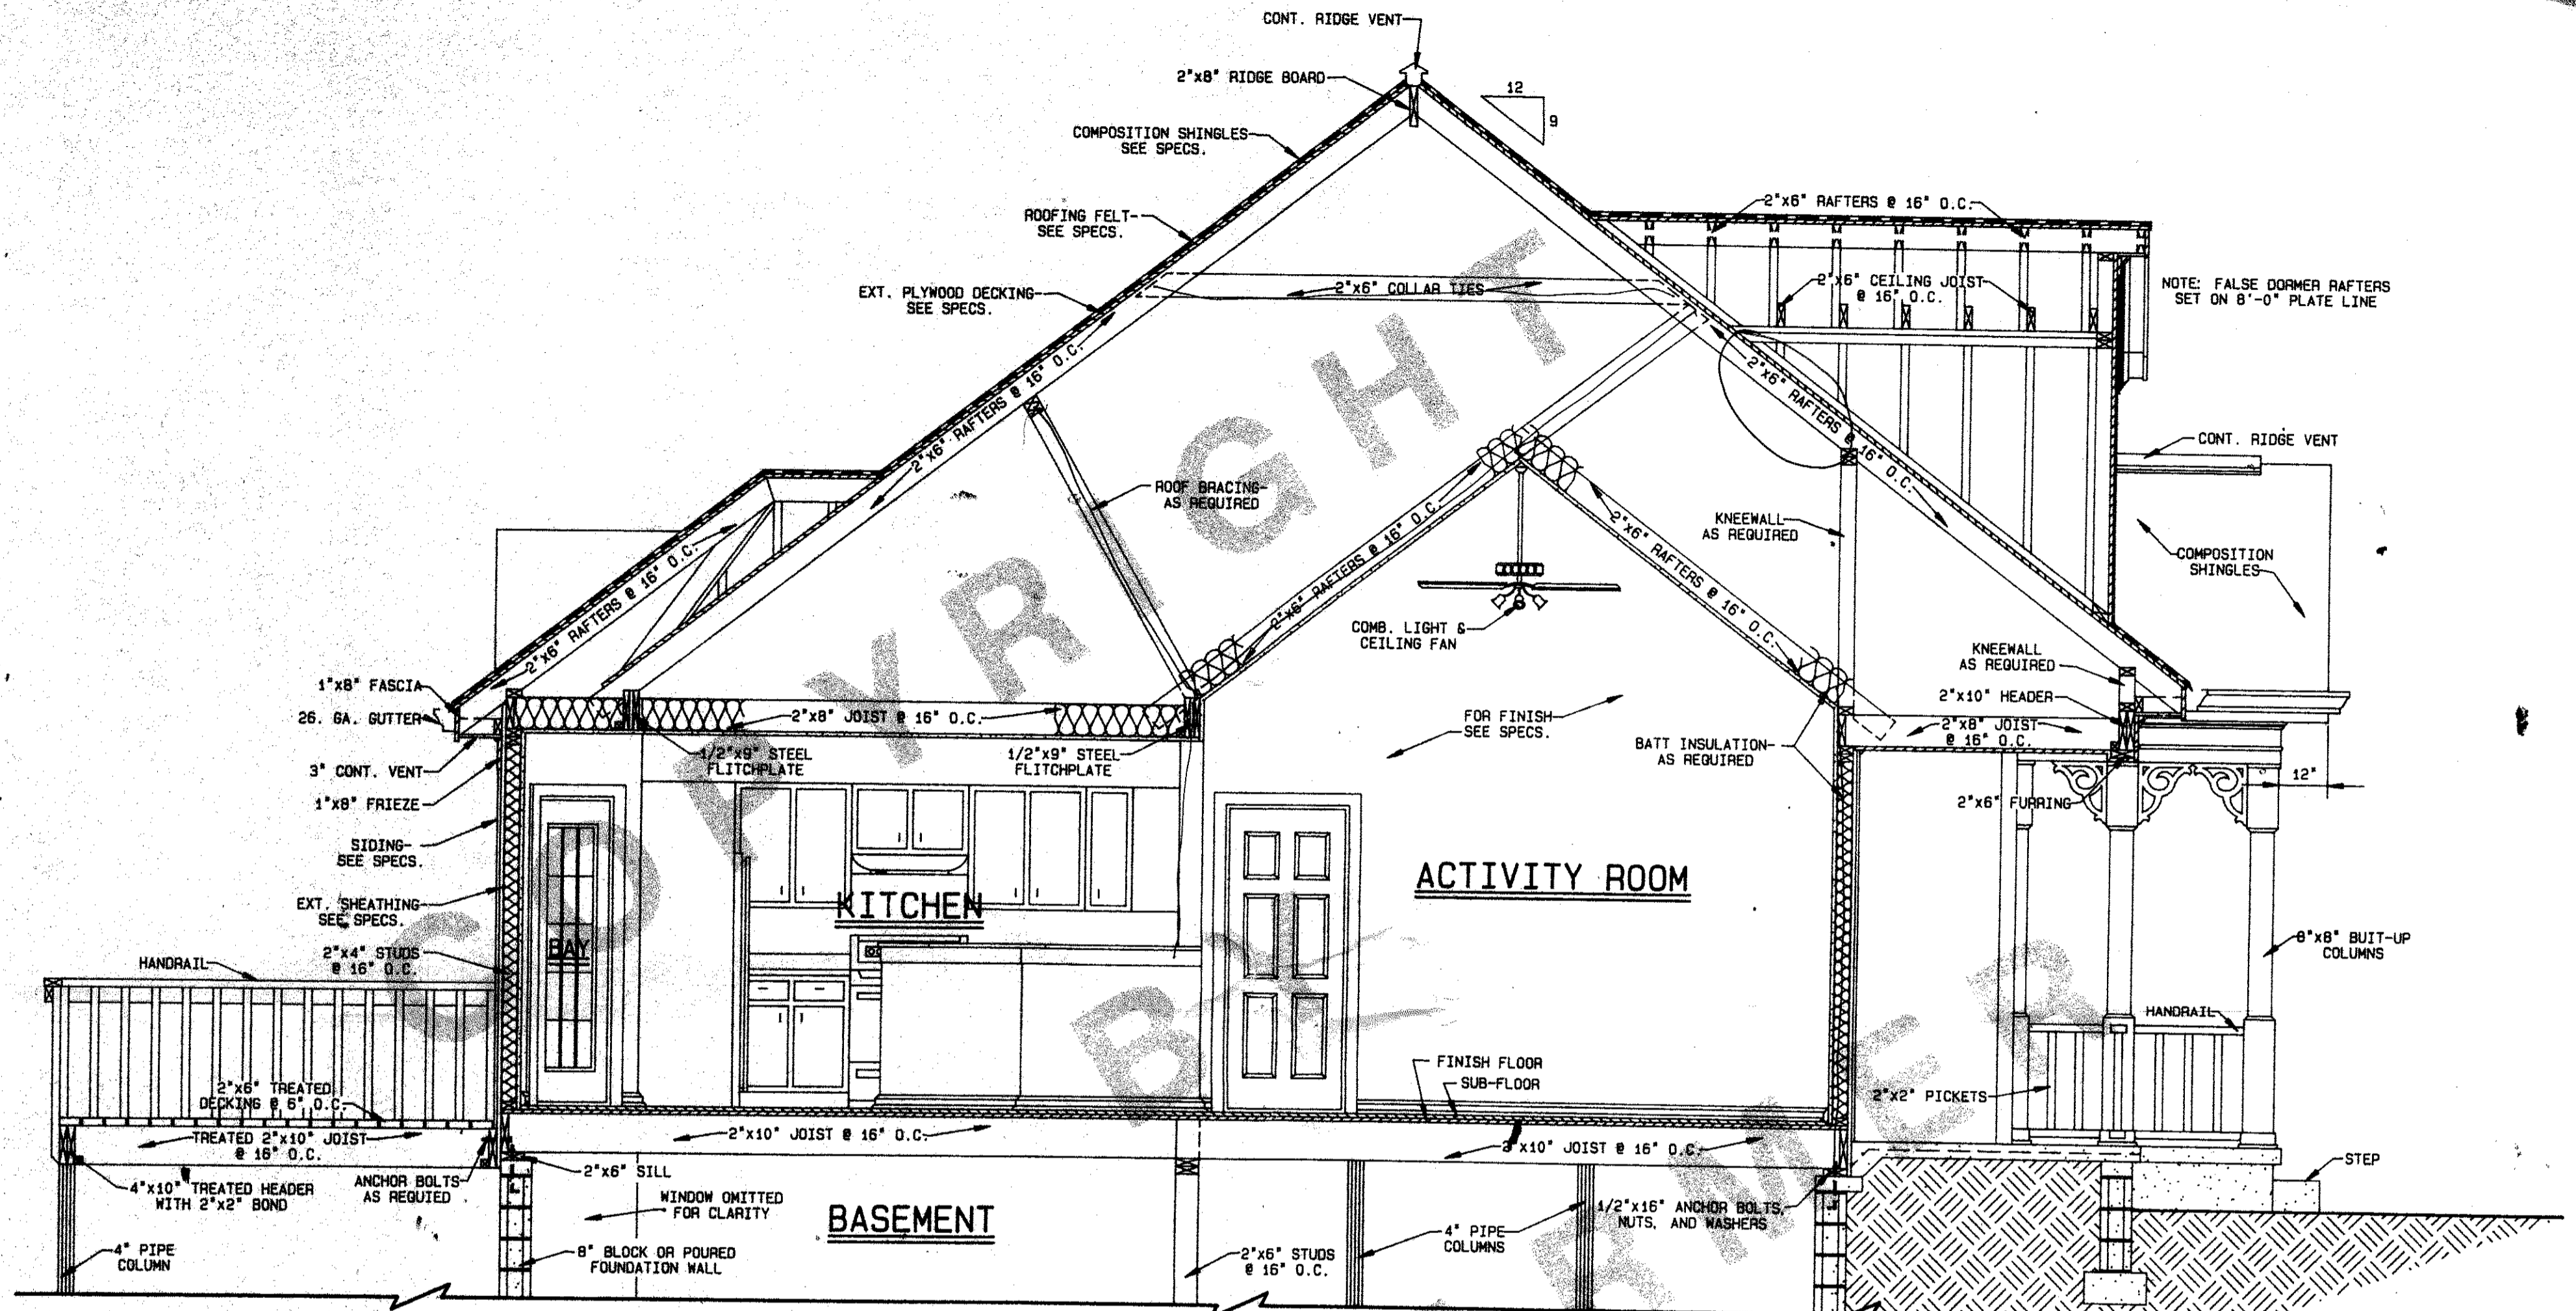 CONT. RIDGE VENT
2"x8" RIDGE BOARD
12
9
COMPOSITION SHINGLES
SEE SPECS.
ROOFING FELT-
SEE SPECS.
EXT. PLYWOOD DECKING-
SEE SPECS.
2"x6" RAFTERS @ 16" O.C.
2"x6" CEILING JOIST
@ 16" O.C.
NOTE: FALSE DORMER RAFTERS
SET ON 8'-0" PLATE LINE
2"x6" COLLAR TIES
2"x6" RAFTERS @ 16" O.C.
2"x6" RAFTERS @ 16" O.C.
CONT. RIDGE VENT
ROOF BRACING-
AS REQUIRED
KNEEWALL
AS REQUIRED
2"x6" RAFTERS @ 16" O.C.
2"x6" RAFTERS @ 16" O.C.
2"x6" RAFTERS @ 16" O.C.
COMPOSITION
SHINGLES
COMB. LIGHT &
CEILING FAN
KNEEWALL
AS REQUIRED
1"x8" FASCIA
26. GA. GUTTER
2"x10" HEADER
2"x8" JOIST @ 16" O.C.
FOR FINISH
SEE SPECS.
2"x8" JOIST
@ 16" O.C.
1/2"x9" STEEL
FLITCHPLATE
1/2"x9" STEEL
FLITCHPLATE
BATT INSULATION-
AS REQUIRED
3" CONT. VENT
12"
1"x8" FRIEZE
2"x6" FURRING
SIDING-
SEE SPECS.
ACTIVITY ROOM
KITCHEN
EXT. SHEATHING
SEE SPECS.
BAY
2"x4" STUDS
@ 16" O.C.
8"x8" BUIT-UP
COLUMNS
HANDRAIL
HANDRAIL
FINISH FLOOR
SUB-FLOOR
2"x6" TREATED
DECKING @ 6" O.C.
2"x2" PICKETS
TREATED 2"x10" JOIST
@ 16" O.C.
2"x10" JOIST @ 16" O.C.
2"x10" JOIST @ 16" O.C.
STEP
2"x6" SILL
4"x10" TREATED HEADER
WITH 2"x2" BOND
ANCHOR BOLTS
AS REQUIED
WINDOW OMITTED
FOR CLARITY
BASEMENT
1/2"x16" ANCHOR BOLTS,
NUTS, AND WASHERS
4" PIPE
COLUMNS
4" PIPE
COLUMN
8" BLOCK OR POURED
FOUNDATION WALL
2"x6" STUDS
@ 16" O.C.
COPYRIGHT
BY